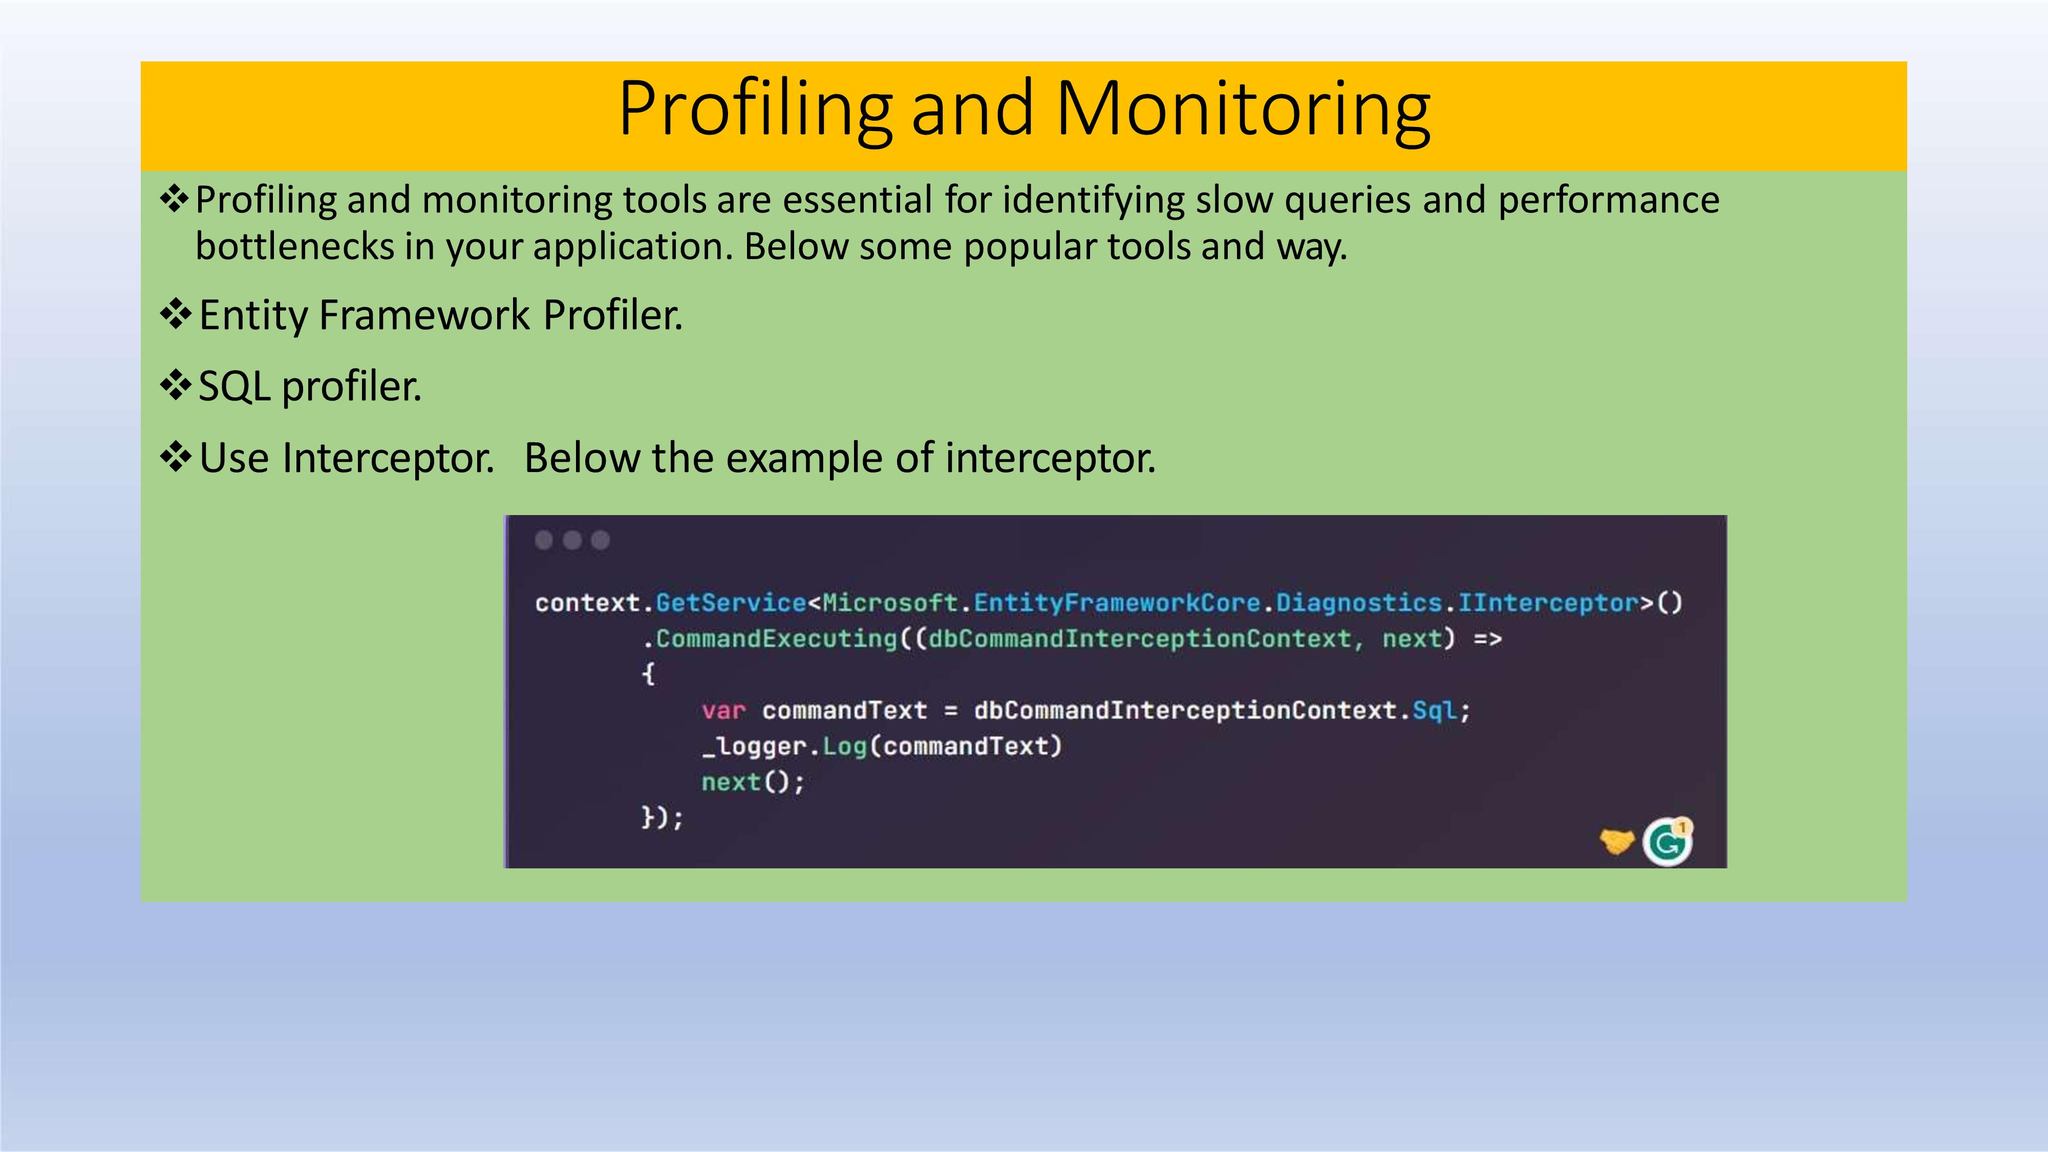 Profiling and Monitoring
❖Profiling and monitoring tools are essential for identifying slow queries and performance
bottlenecks in your application. Below some popular tools and way.
❖Entity Framework Profiler.
❖SQL profiler.
❖Use Interceptor. Below the example of interceptor.
context.GetService<Microsoft.EntityFrameworkCore.Diagnostics.IInterceptor>()
.CommandExecuting((dbCommandInterceptionContext, next) =>
{
var commandText = dbCommandInterceptionContext.Sql;
_logger.Log(commandText)
next();
});
1